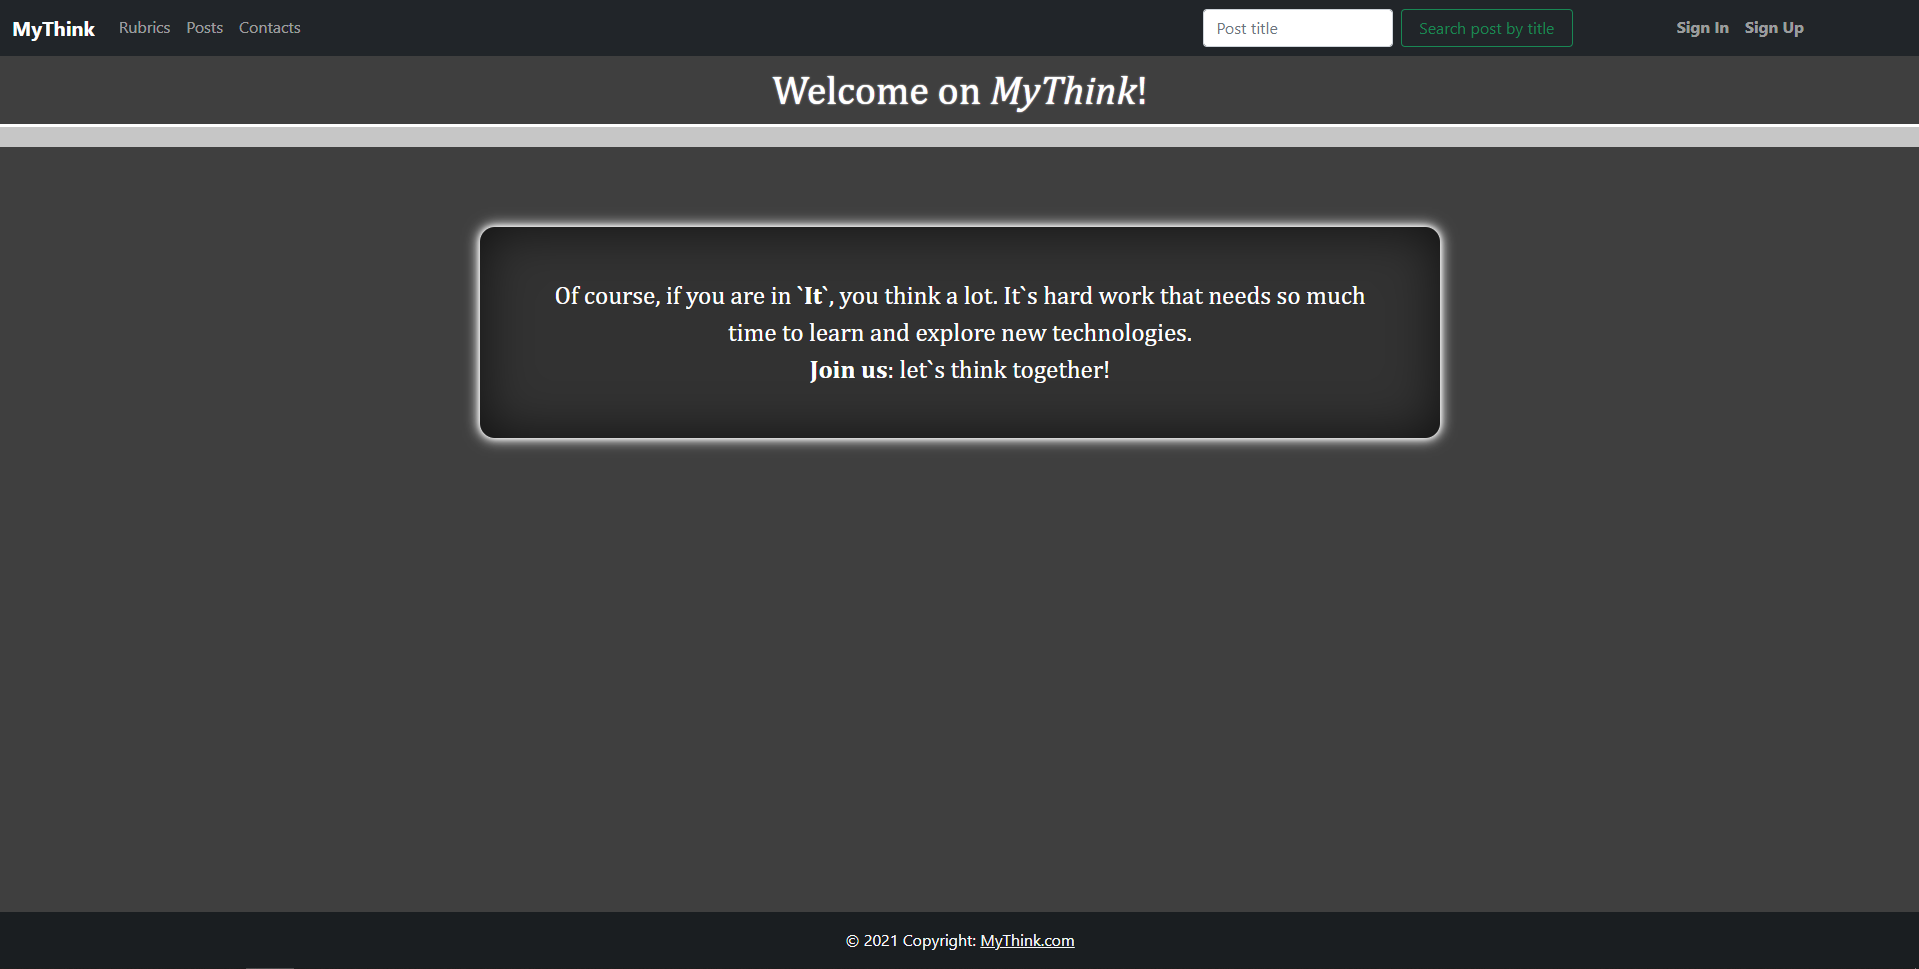 MyThink Rubrics Posts Contacts Post title Search post by title Sign In Sign Up
Welcome on MyThink!
Of course, if you are in `It`, you think a lot. It`s hard work that needs so much
time to learn and explore new technologies.
Join us: let`s think together!
© 2021 Copyright: MyThink.com